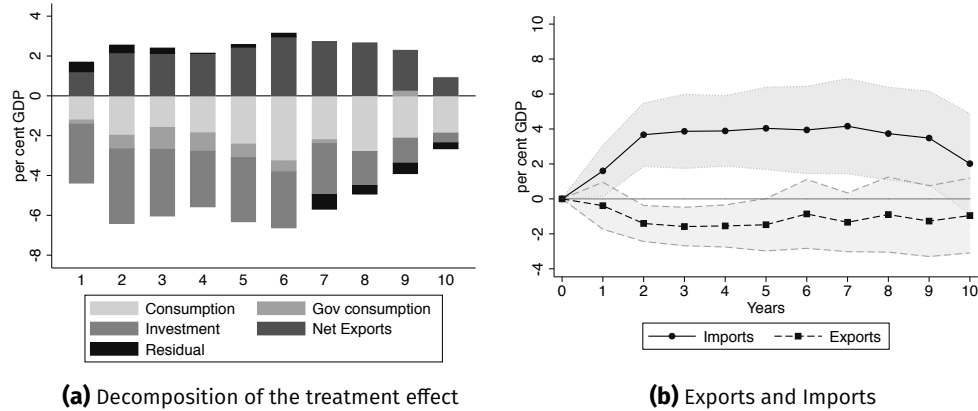 4
2
0
-2
-4
-6
-8
per cent GDP
1 2 3 4 5 6 7 8 9 10
Consumption
Gov consumption
Investment
Net Exports
Residual
(a) Decomposition of the treatment effect
10
8
6
4
2
0
-2
-4
per cent GDP
0 1 2 3 4 5 6 7 8 9 10
Years
Imports
Exports
(b) Exports and Imports